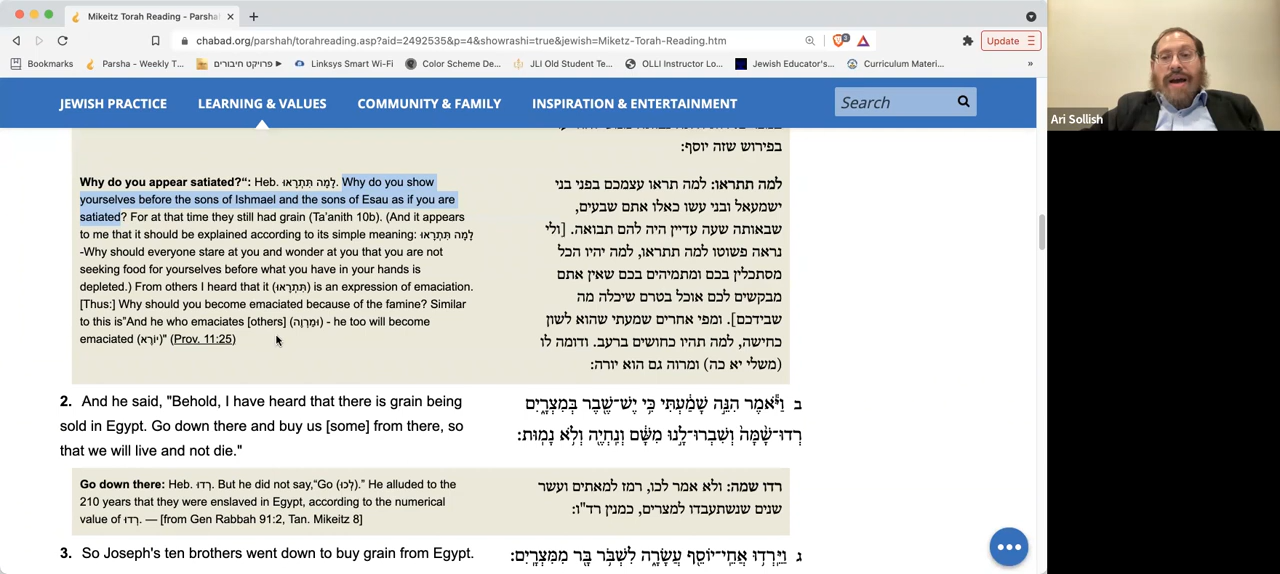 Mikeitz Torah Reading - Parsha
chabad.org/parshah/torahreading.asp?aid=2492535&p=4&showrashi=true&jewish=Miketz-Torah-Reading.htm
3
Update
Bookmarks
Parsha - Weekly T...
פרויקט חיבורים
Linksys Smart Wi-Fi
Color Scheme De...
JLI Old Student Te...
OLLI Instructor Lo...
Jewish Educator's...
Curriculum Materi...
»
JEWISH PRACTICE
LEARNING & VALUES
COMMUNITY & FAMILY
INSPIRATION & ENTERTAINMENT
Search
Ari Sollish
בפירוש שזה יוסף:
Why do you appear satiated?“: Heb. לָמָּה תִּתְרָאוּ. Why do you show
yourselves before the sons of Ishmael and the sons of Esau as if you are
satiated? For at that time they still had grain (Ta’anith 10b). (And it appears
to me that it should be explained according to its simple meaning: לָמָּה תִּתְרָאוּ
-Why should everyone stare at you and wonder at you that you are not
seeking food for yourselves before what you have in your hands is
depleted.) From others I heard that it (תִּתְרָאוּ) is an expression of emaciation.
[Thus:] Why should you become emaciated because of the famine? Similar
to this is”And he who emaciates [others] (וּמַרְוֶה) - he too will become
emaciated (יוֹרֶא)” (Prov. 11:25)
למה תתראו: למה תראו עצמכם בפני בני
ישמעאל ובני עשו כאלו אתם שבעים,
שבאותה שעה עדיין היה להם תבואה. [ולי
נראה פשוטו למה תתראו, למה יהיו הכל
מסתכלין בכם ומתמיהים בכם שאין אתם
מבקשים לכם אוכל בטרם שיכלה מה
שבידכם]. ומפי אחרים שמעתי שהוא לשון
כחישה, למה תהיו כחושים ברעב. ודומה לו
(משלי יא כה) ומרוה גם הוא יורה:
2. And he said, "Behold, I have heard that there is grain being
sold in Egypt. Go down there and buy us [some] from there, so
that we will live and not die."
ב וַיֹּ֕אמֶר הִנֵּ֣ה שָׁמַ֔עְתִּי כִּ֥י יֶשׁ־שֶׁ֖בֶר בְּמִצְרָ֑יִם
רְדוּ־שָׁ֨מָּה֙ וְשִׁבְרוּ־לָ֣נוּ מִשָּׁ֔ם וְנִֽחְיֶ֖ה וְלֹ֥א נָמֽוּת:
Go down there: Heb. רְדוּ. But he did not say,“Go (לְכוּ).” He alluded to the
210 years that they were enslaved in Egypt, according to the numerical
value of רְדוּ. — [from Gen Rabbah 91:2, Tan. Mikeitz 8]
רדו שמה: ולא אמר לכו, רמז למאתים ועשר
שנים שנשתעבדו למצרים, כמנין רד"ו:
3. So Joseph's ten brothers went down to buy grain from Egypt.
ג וַיֵּֽרְד֥וּ אֲחֵֽי־יוֹסֵ֖ף עֲשָׂרָ֑ה לִשְׁבֹּ֥ר בָּ֖ר מִמִּצְרָֽיִם: